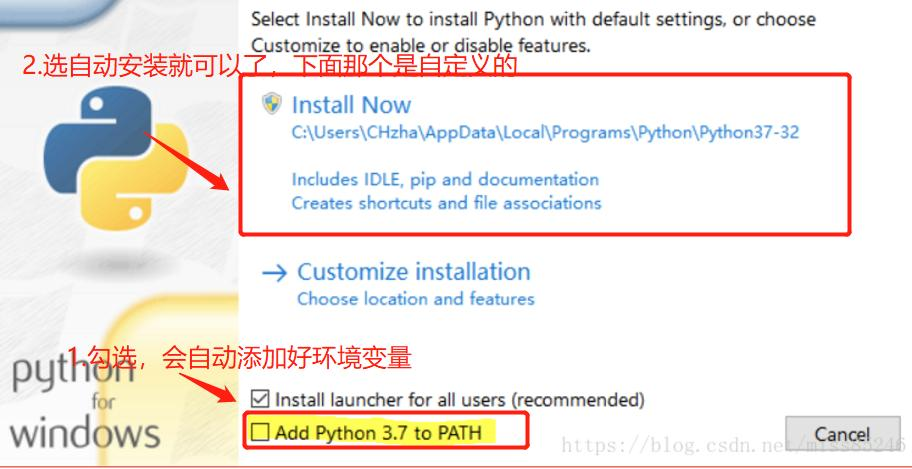 Select Install Now to install Python with default settings, or choose
Customize to enable or disable features.
2.选自动安装就可以了，下面那个是自定义的
Install Now
C:\Users\CHzha\AppData\Local\Programs\Python\Python37-32
Includes IDLE, pip and documentation
Creates shortcuts and file associations
Customize installation
Choose location and features
1.勾选，会自动添加好环境变量
python
for
windows
Install launcher for all users (recommended)
Add Python 3.7 to PATH
Cancel
https://blog.csdn.net/miss85246